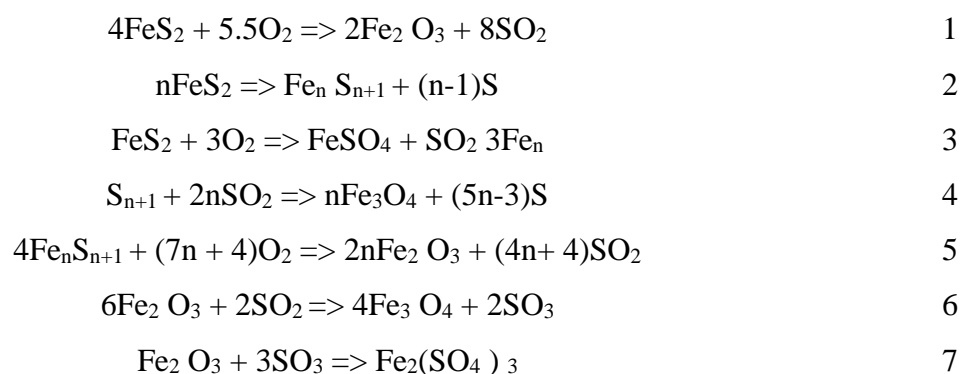 4FeS₂ + 5.5O₂ => 2Fe₂ O₃ + 8SO₂ 1
nFeS₂ => Feₙ Sₙ₊₁ + (n-1)S 2
FeS₂ + 3O₂ => FeSO₄ + SO₂ 3Feₙ 3
Sₙ₊₁ + 2nSO₂ => nFe₃O₄ + (5n-3)S 4
4FeₙSₙ₊₁ + (7n + 4)O₂ => 2nFe₂ O₃ + (4n+ 4)SO₂ 5
6Fe₂ O₃ + 2SO₂ => 4Fe₃ O₄ + 2SO₃ 6
Fe₂ O₃ + 3SO₃ => Fe₂(SO₄ ) ₃ 7